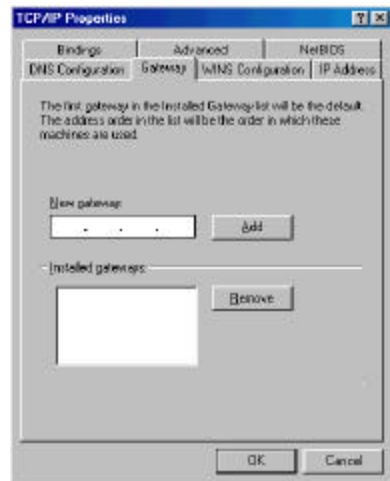 TCP/IP Properties
? ×
Bindings Advanced NetBIOS
DNS Configuration Gateway WINS Configuration IP Address
The first gateway in the Installed Gateway list will be the default.
The address order in the list will be the order in which these
machines are used.
New gateway:
. . . Add
Installed gateways:
Remove
OK Cancel